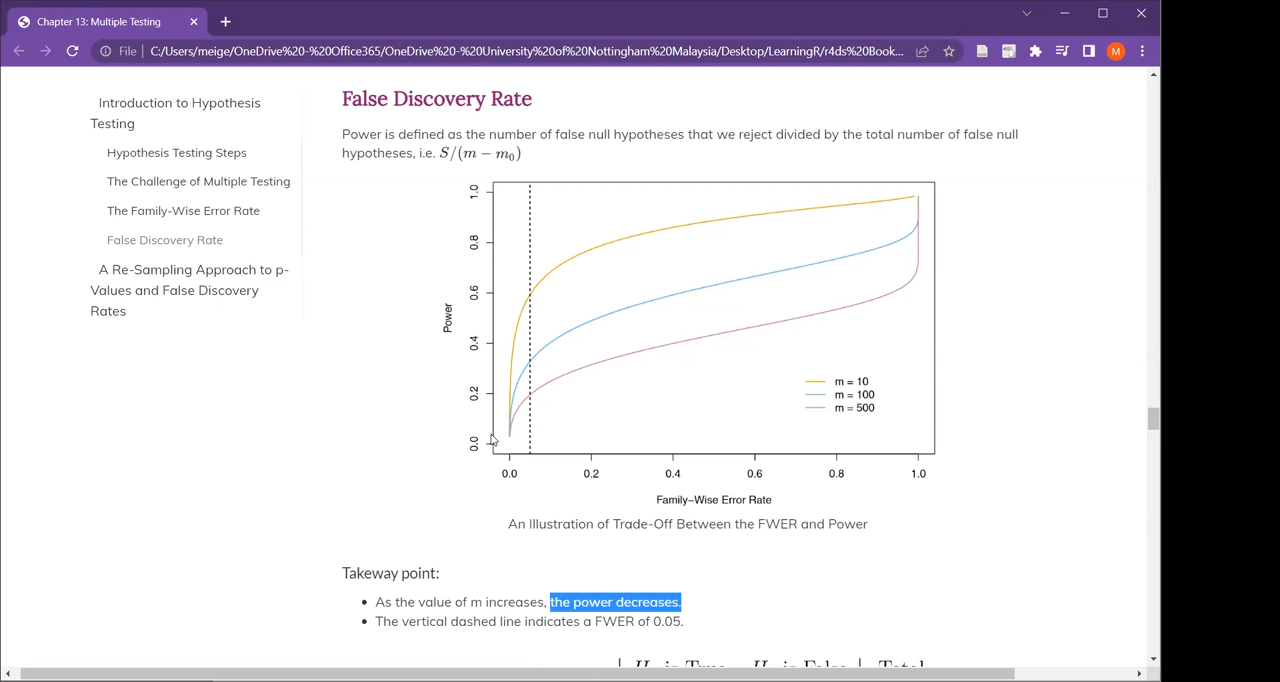 Chapter 13: Multiple Testing
File
C:/Users/meige/OneDrive%20-%20Office365/OneDrive%20-%20University%20of%20Nottingham%20Malaysia/Desktop/LearningR/r4ds%20Book...
M
Introduction to Hypothesis
Testing
Hypothesis Testing Steps
The Challenge of Multiple Testing
The Family-Wise Error Rate
False Discovery Rate
A Re-Sampling Approach to p-
Values and False Discovery
Rates
False Discovery Rate
Power is defined as the number of false null hypotheses that we reject divided by the total number of false null
hypotheses, i.e. S/(m − m₀)
1.0
0.8
0.6
0.4
0.2
0.0
Power
m = 10
m = 100
m = 500
0.0 0.2 0.4 0.6 0.8 1.0
Family−Wise Error Rate
An Illustration of Trade-Off Between the FWER and Power
Takeway point:
As the value of m increases, the power decreases.
The vertical dashed line indicates a FWER of 0.05.
H₀ is True H₀ is False Total